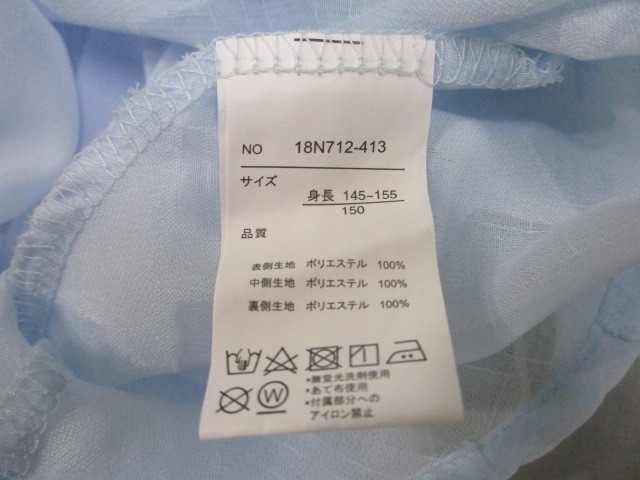 NO 18N712-413
サイズ
身長 145~155
150
品質
表側生地 ポリエステル 100%
中側生地 ポリエステル 100%
裏側生地 ポリエステル 100%
W
・無蛍光洗剤使用
・あて布使用
・付属部分への
アイロン禁止